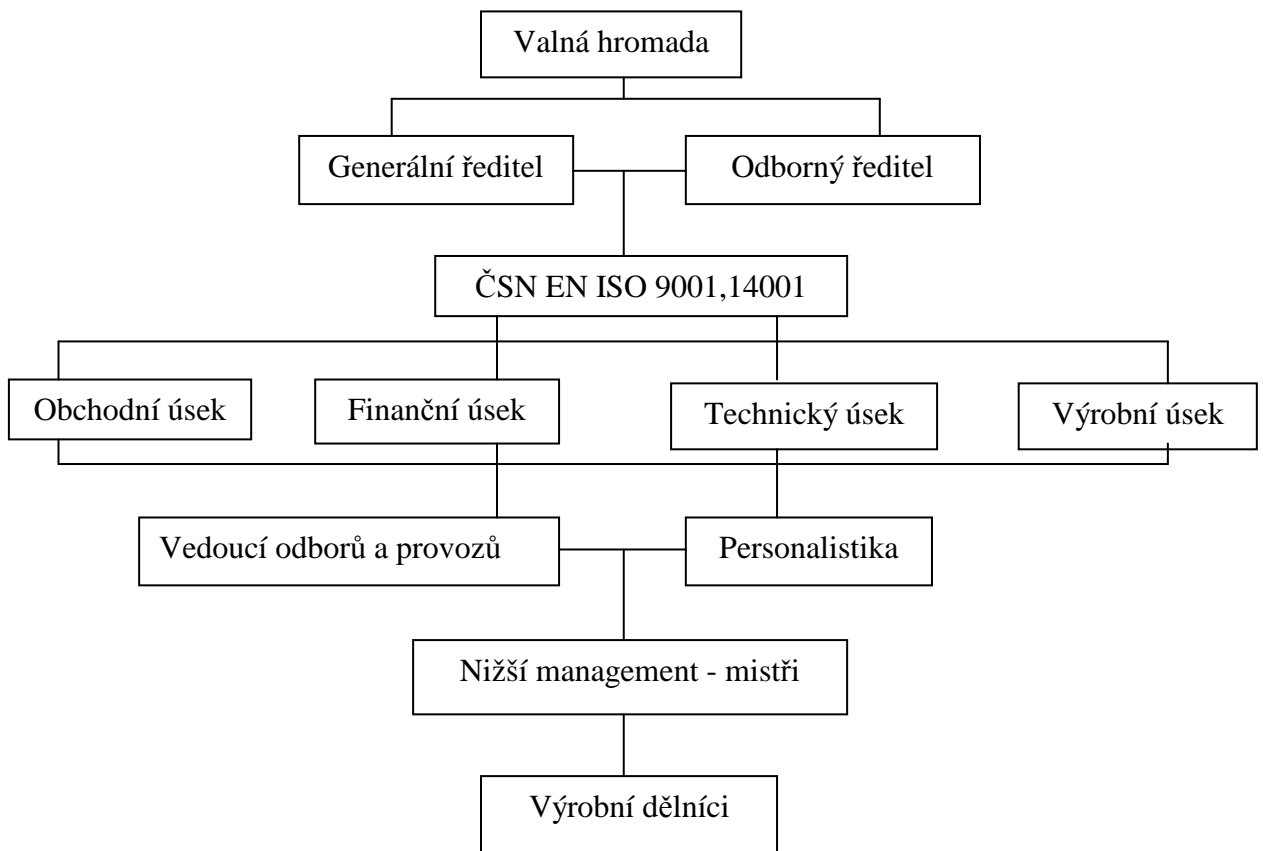 Valná hromada
Generální ředitel
Odborný ředitel
ČSN EN ISO 9001,14001
Obchodní úsek
Finanční úsek
Technický úsek
Výrobní úsek
Vedoucí odborů a provozů
Personalistika
Nižší management - mistři
Výrobní dělníci